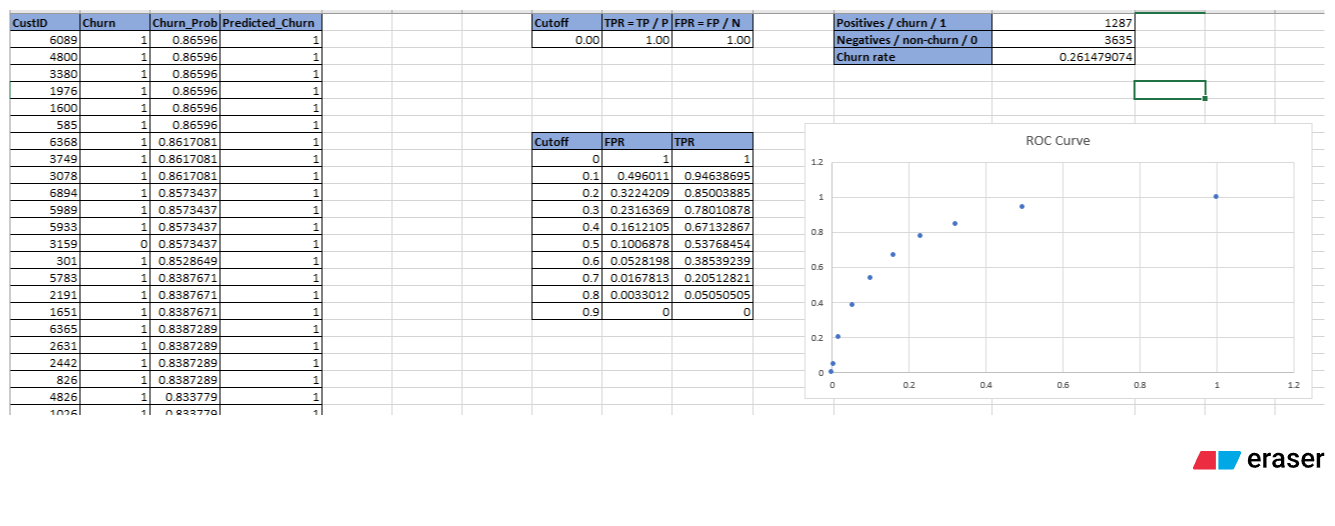 CustID Churn Churn_Prob Predicted_Churn Cutoff TPR = TP / P FPR = FP / N Positives / churn / 1 1287
6089 1 0.86596 1 0.00 1.00 1.00 Negatives / non-churn / 0 3635
4800 1 0.86596 1 Churn rate 0.261479074
3380 1 0.86596 1
1976 1 0.86596 1
1600 1 0.86596 1
585 1 0.86596 1
6368 1 0.8617081 1 Cutoff FPR TPR ROC Curve
3749 1 0.8617081 1 0 1 1 1.2
3078 1 0.8617081 1 0.1 0.496011 0.94638695
6894 1 0.8573437 1 0.2 0.3224209 0.85003885 1
5989 1 0.8573437 1 0.3 0.2316369 0.78010878
5933 1 0.8573437 1 0.4 0.1612105 0.67132867 0.8
3159 0 0.8573437 1 0.5 0.1006878 0.53768454
301 1 0.8528649 1 0.6 0.0528198 0.38539239 0.6
5783 1 0.8387671 1 0.7 0.0167813 0.20512821
2191 1 0.8387671 1 0.8 0.0033012 0.05050505 0.4
1651 1 0.8387671 1 0.9 0 0
6365 1 0.8387289 1
2631 1 0.8387289 1 0.2
2442 1 0.8387289 1
826 1 0.8387289 1 0
4826 1 0.833779 1 0 0.2 0.4 0.6 0.8 1 1.2
1026 1 0.833779 1
eraser